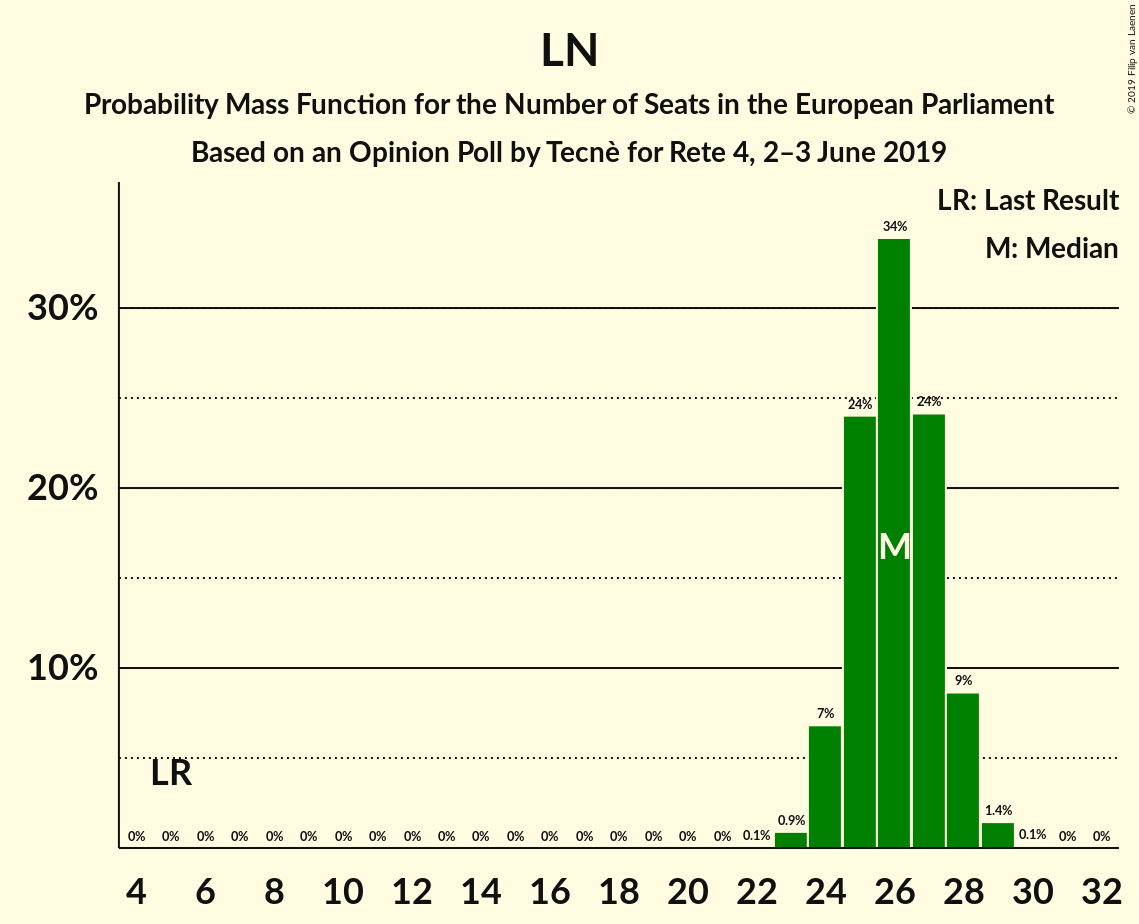 LN
Probability Mass Function for the Number of Seats in the European Parliament
Based on an Opinion Poll by Tecnè for Rete 4, 2–3 June 2019
© 2019 Filip van Laenen
LR: Last Result
M: Median
30%
20%
10%
34%
24%
24%
M
9%
7%
LR
1.4%
0.9%
0% 0% 0% 0% 0% 0% 0% 0% 0% 0% 0% 0% 0% 0% 0% 0% 0% 0% 0.1% 0.1% 0% 0%
4 6 8 10 12 14 16 18 20 22 24 26 28 30 32